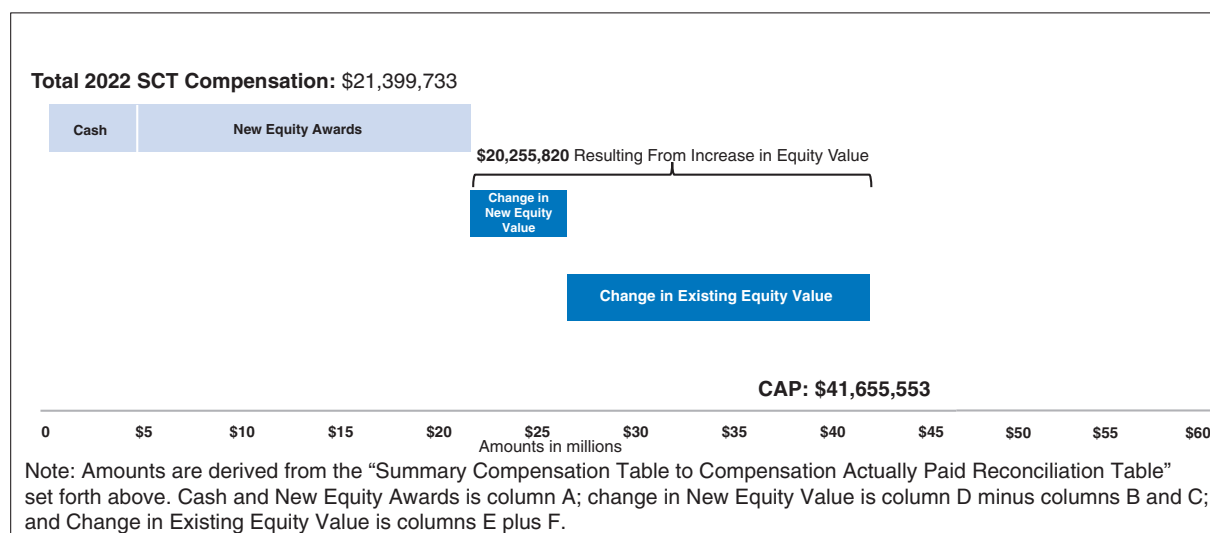 Total 2022 SCT Compensation: $21,399,733
Cash
New Equity Awards
$20,255,820 Resulting From Increase in Equity Value
Change in
New Equity
Value
Change in Existing Equity Value
CAP: $41,655,553
0 $5 $10 $15 $20 $25 $30 $35 $40 $45 $50 $55 $60
Amounts in millions
Note: Amounts are derived from the “Summary Compensation Table to Compensation Actually Paid Reconciliation Table”
set forth above. Cash and New Equity Awards is column A; change in New Equity Value is column D minus columns B and C;
and Change in Existing Equity Value is columns E plus F.